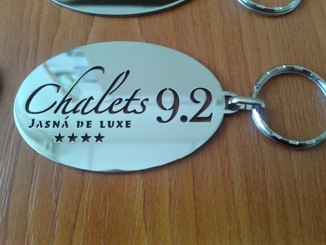 Chalets 9.2
JASNÁ DE LUXE
★★★★